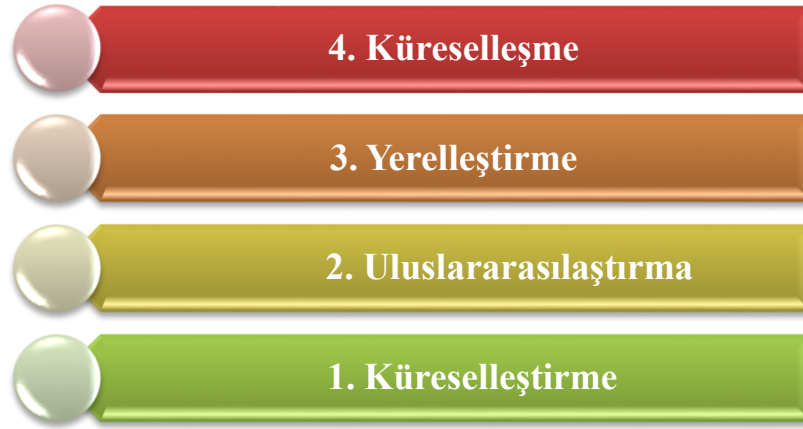 4. Küreselleşme
3. Yerelleştirme
2. Uluslararasılaştırma
1. Küreselleştirme